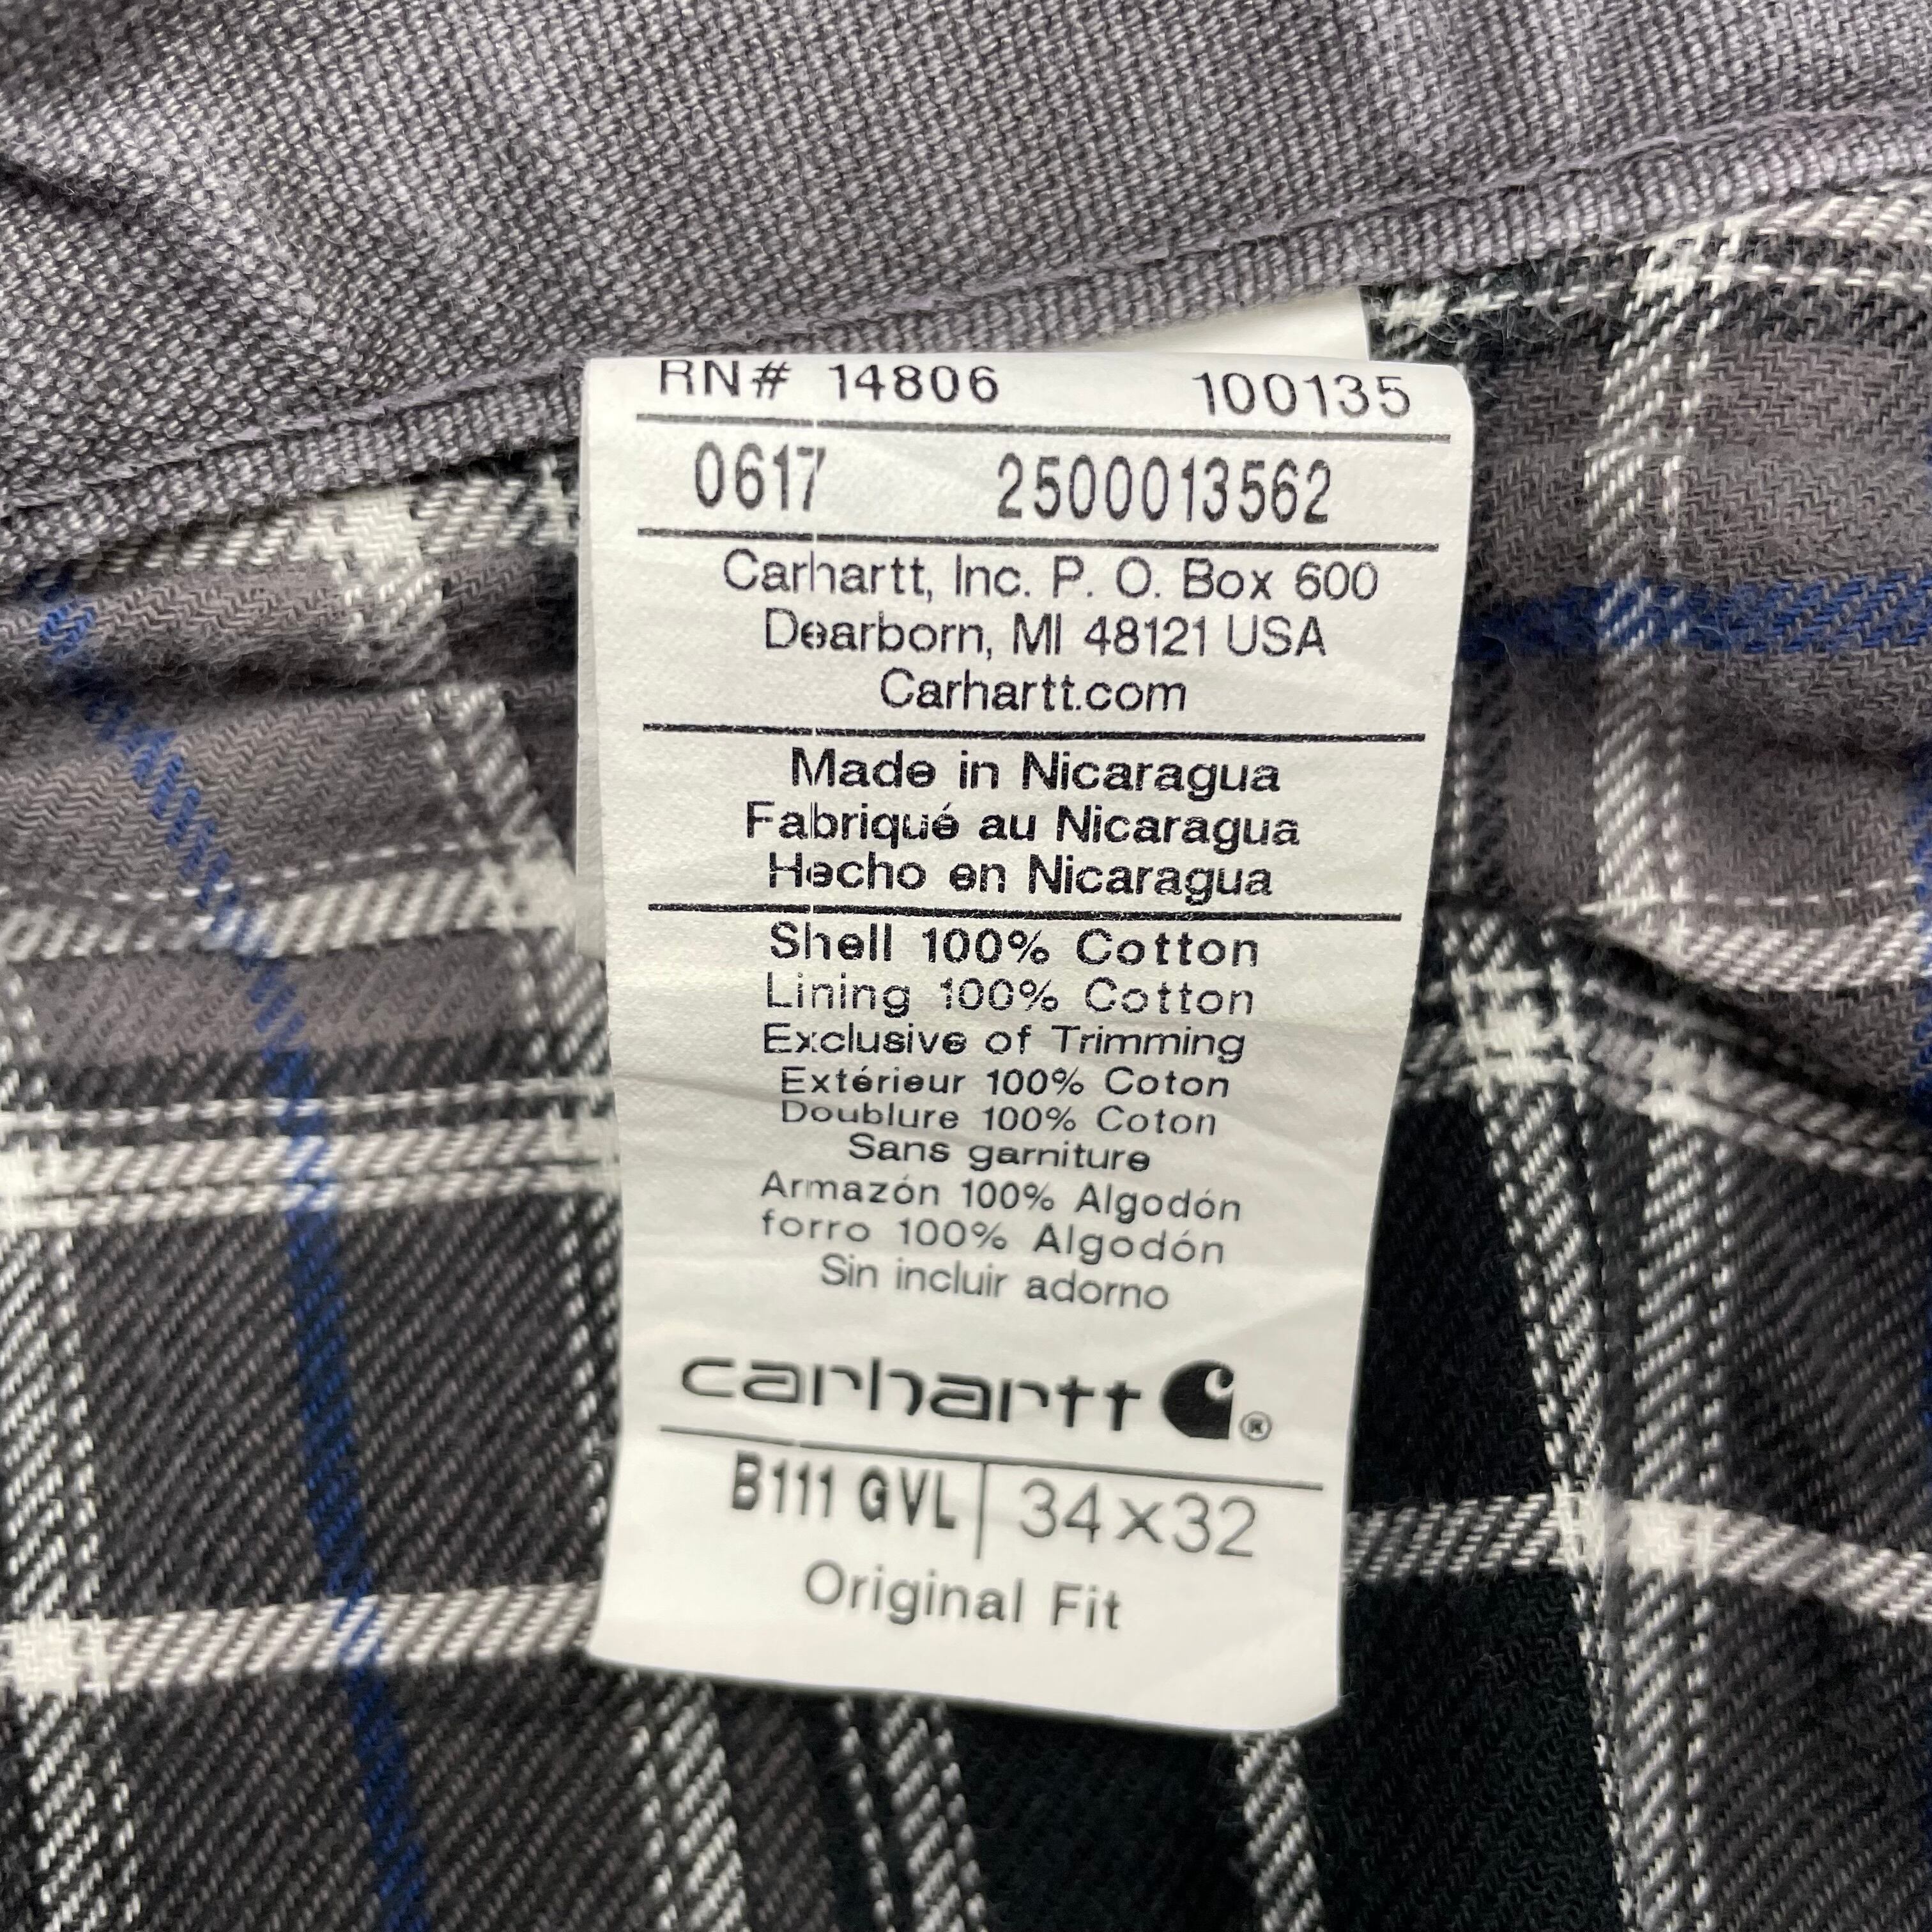 RN# 14806 100135
0617 2500013562
Carhartt, Inc. P. O. Box 600
Dearborn, MI 48121 USA
Carhartt.com
Made in Nicaragua
Fabriqué au Nicaragua
Hecho en Nicaragua
Shell 100% Cotton
Lining 100% Cotton
Exclusive of Trimming
Extérieur 100% Coton
Doublure 100% Coton
Sans garniture
Armazón 100% Algodón
forro 100% Algodón
Sin incluir adorno
carhartt ®
B111 GVL | 34x32
Original Fit